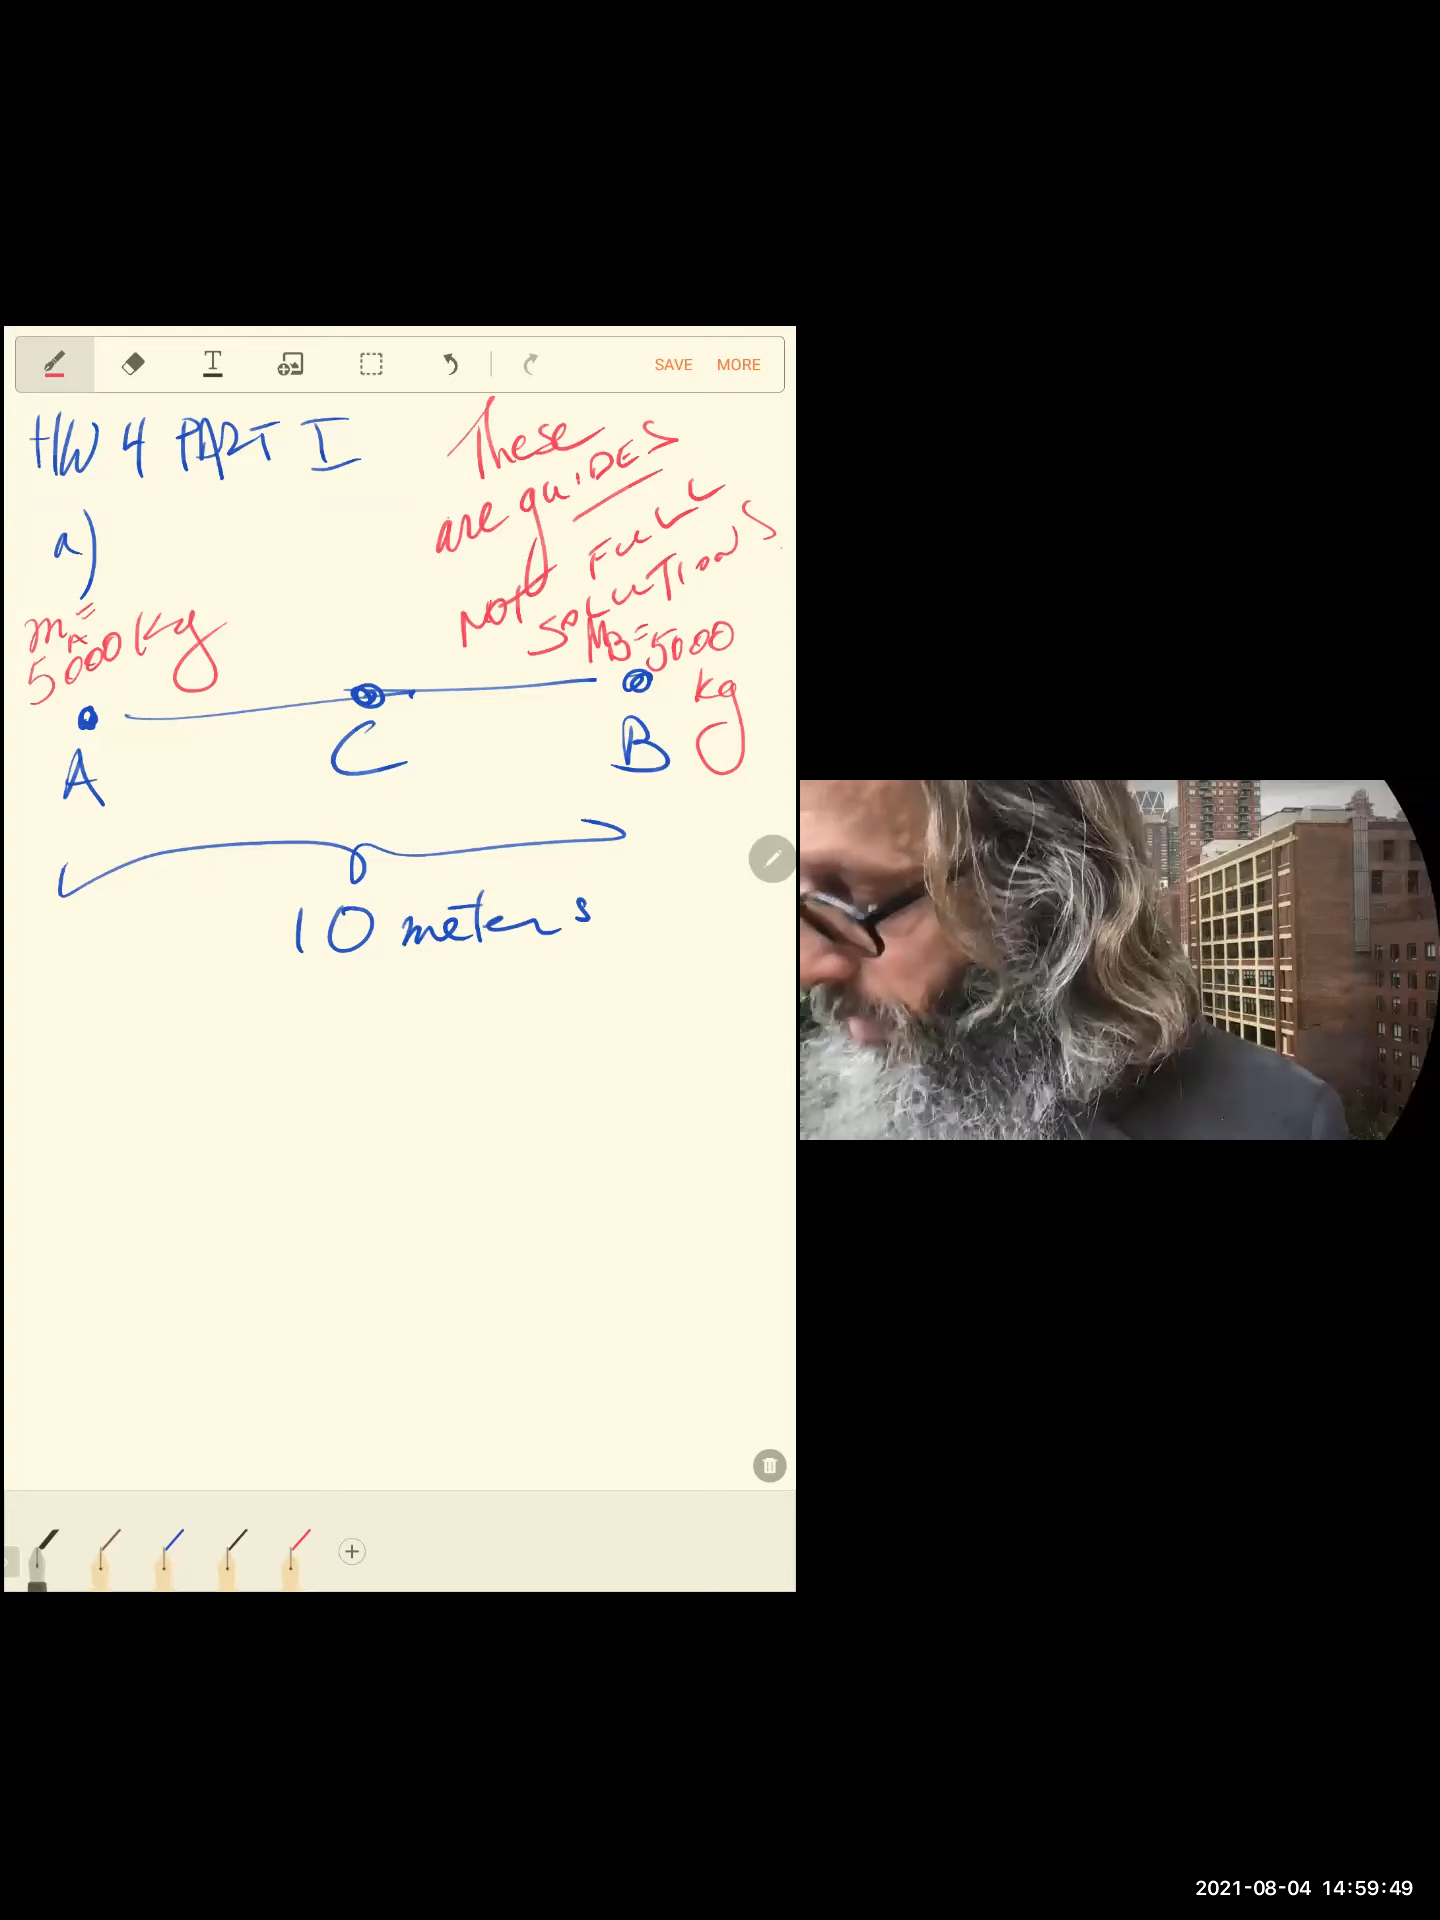 SAVE MORE
HW 4 PART I
These
are guiDES
NOT FULL
SOLUTIONS
a)
mA=
5000 kg
MB=5000
kg
A C B
10 meters
2021-08-04 14:59:49